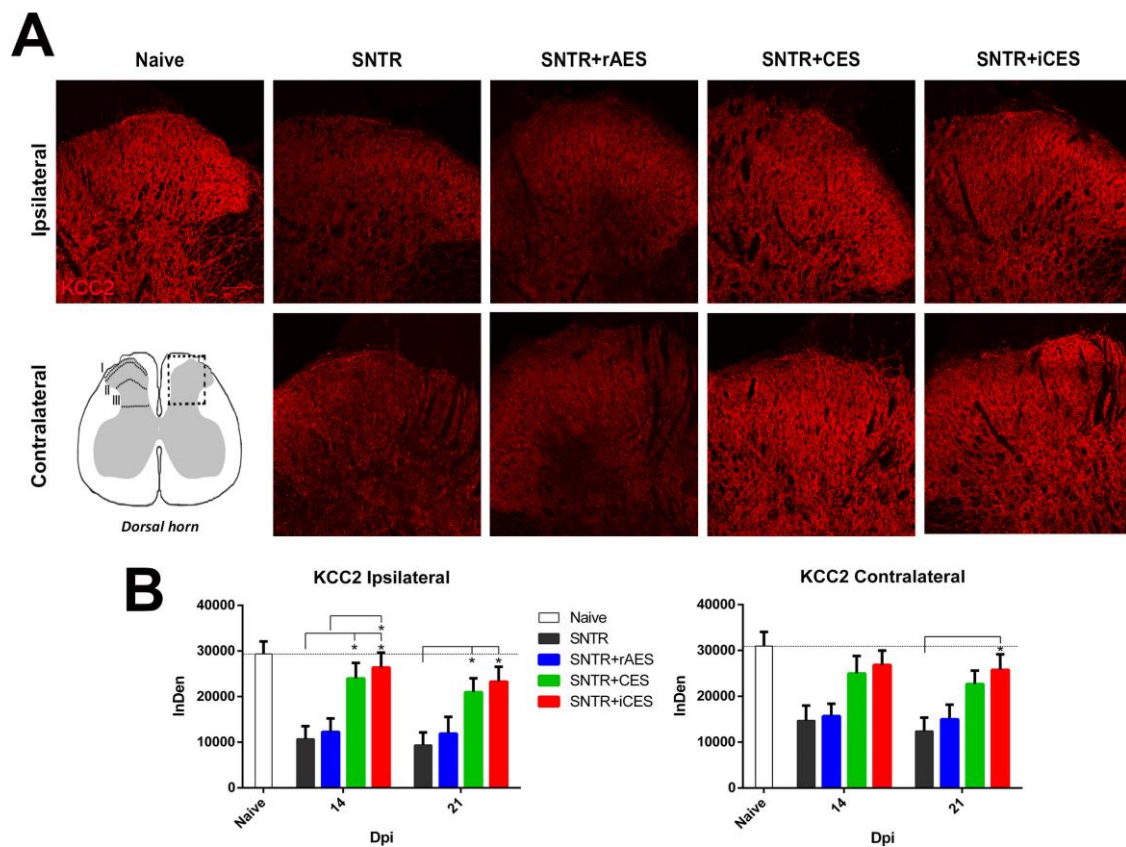 A
Naive
SNTR
SNTR+rAES
SNTR+CES
SNTR+iCES
Ipsilateral
KCC2
Contralateral
I
II
III
Dorsal horn
B
KCC2 Ipsilateral
InDen
40000
30000
20000
10000
0
* * *
* *
Naive
14
21
Dpi
Naive
SNTR
SNTR+rAES
SNTR+CES
SNTR+iCES
KCC2 Contralateral
InDen
40000
30000
20000
10000
0
*
Naive
14
21
Dpi